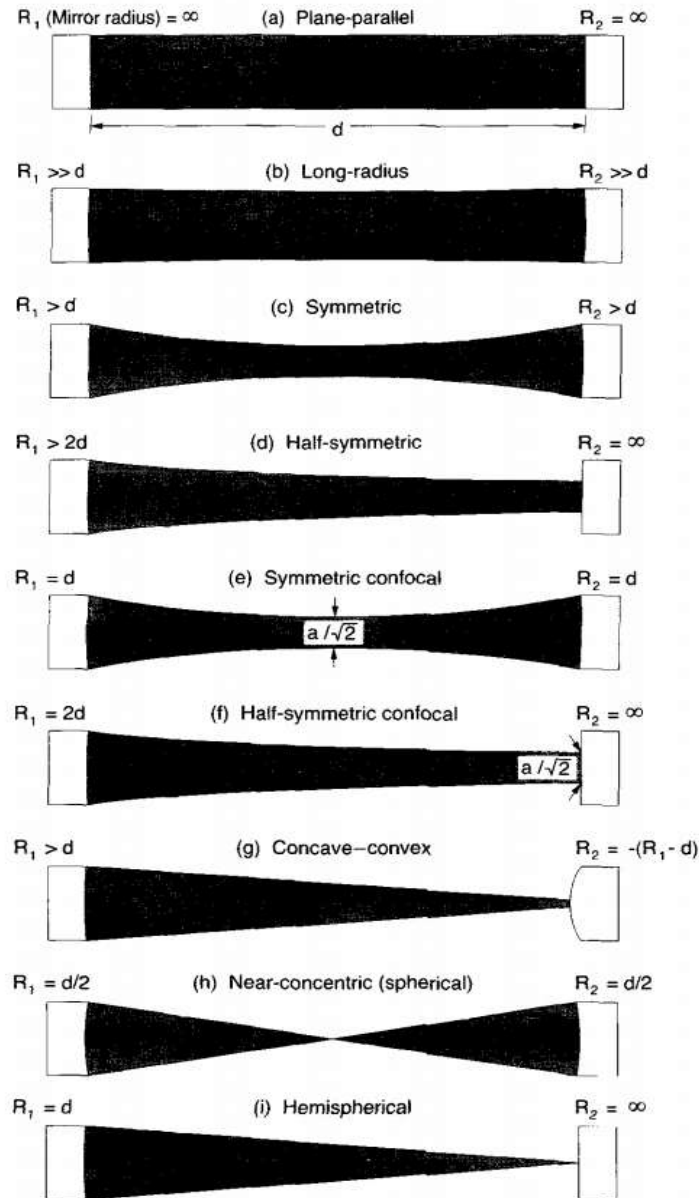 R₁ (Mirror radius) = ∞ (a) Plane-parallel R₂ = ∞
d
R₁ >> d (b) Long-radius R₂ >> d
R₁ > d (c) Symmetric R₂ > d
R₁ > 2d (d) Half-symmetric R₂ = ∞
R₁ = d (e) Symmetric confocal R₂ = d
a /√2
R₁ = 2d (f) Half-symmetric confocal R₂ = ∞
a /√2
R₁ > d (g) Concave–convex R₂ = -(R₁ - d)
R₁ = d/2 (h) Near-concentric (spherical) R₂ = d/2
R₁ = d (i) Hemispherical R₂ = ∞